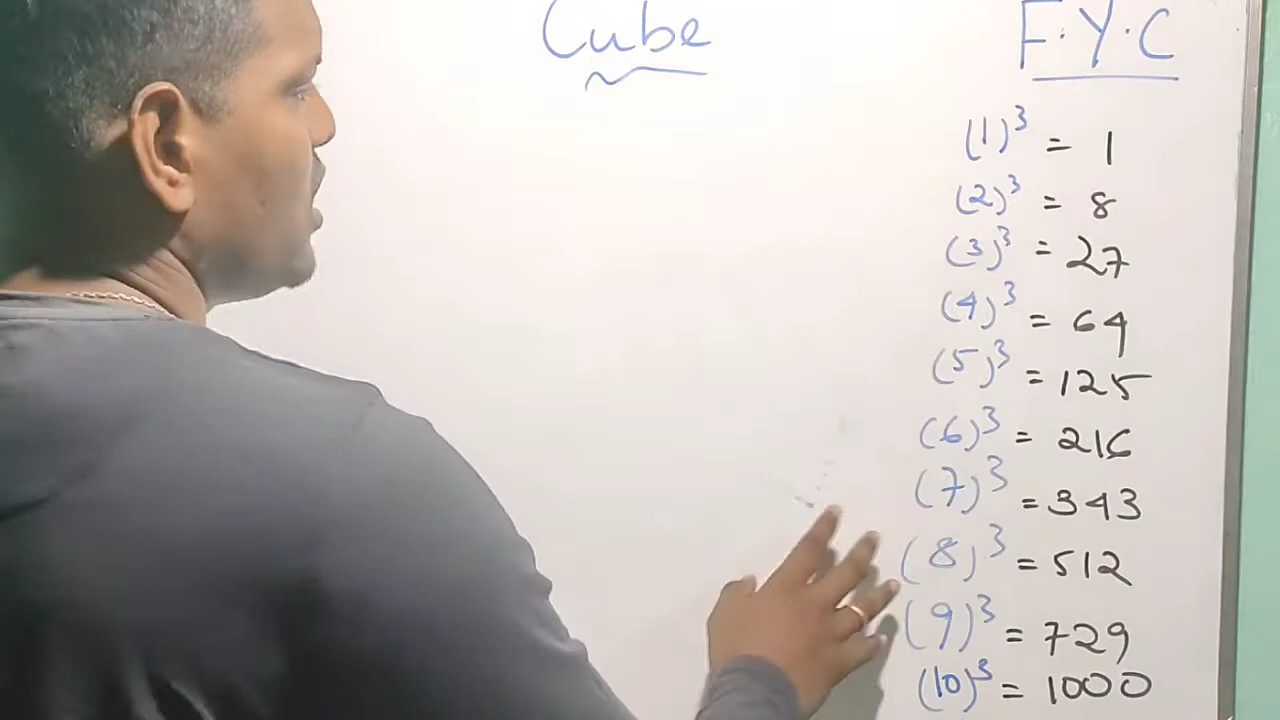 Cube
F.Y.C
(1)³ = 1
(2)³ = 8
(3)³ = 27
(4)³ = 64
(5)³ = 125
(6)³ = 216
(7)³ = 343
(8)³ = 512
(9)³ = 729
(10)³ = 1000